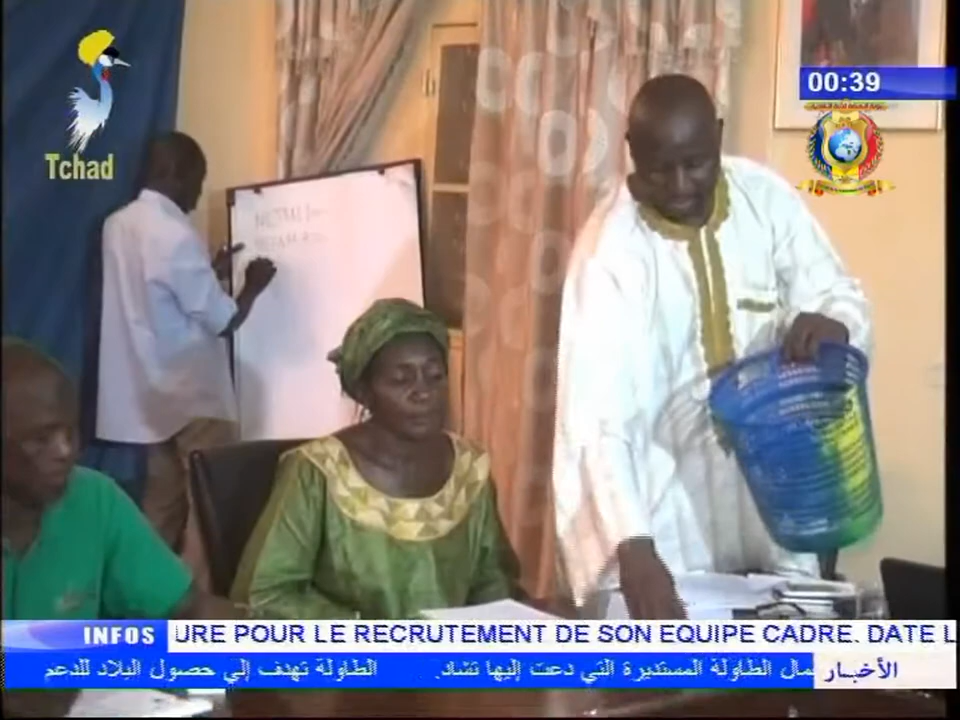 Tchad
00:39
INFOS
URE POUR LE RECRUTEMENT DE SON EQUIPE CADRE. DATE L
الأخبار
مال الطاولة المستديرة التي دعت إليها تشاد. الطاولة تهدف إلي حصول البلاد للدعم